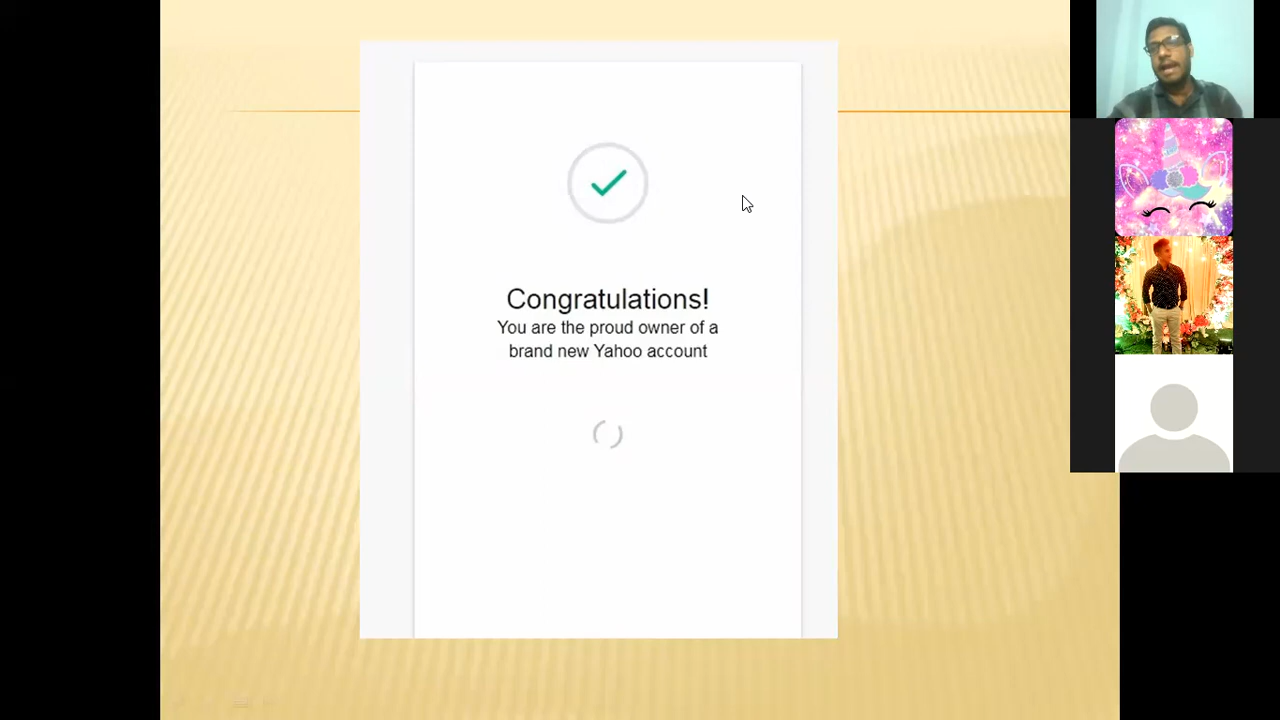 Congratulations!
You are the proud owner of a
brand new Yahoo account